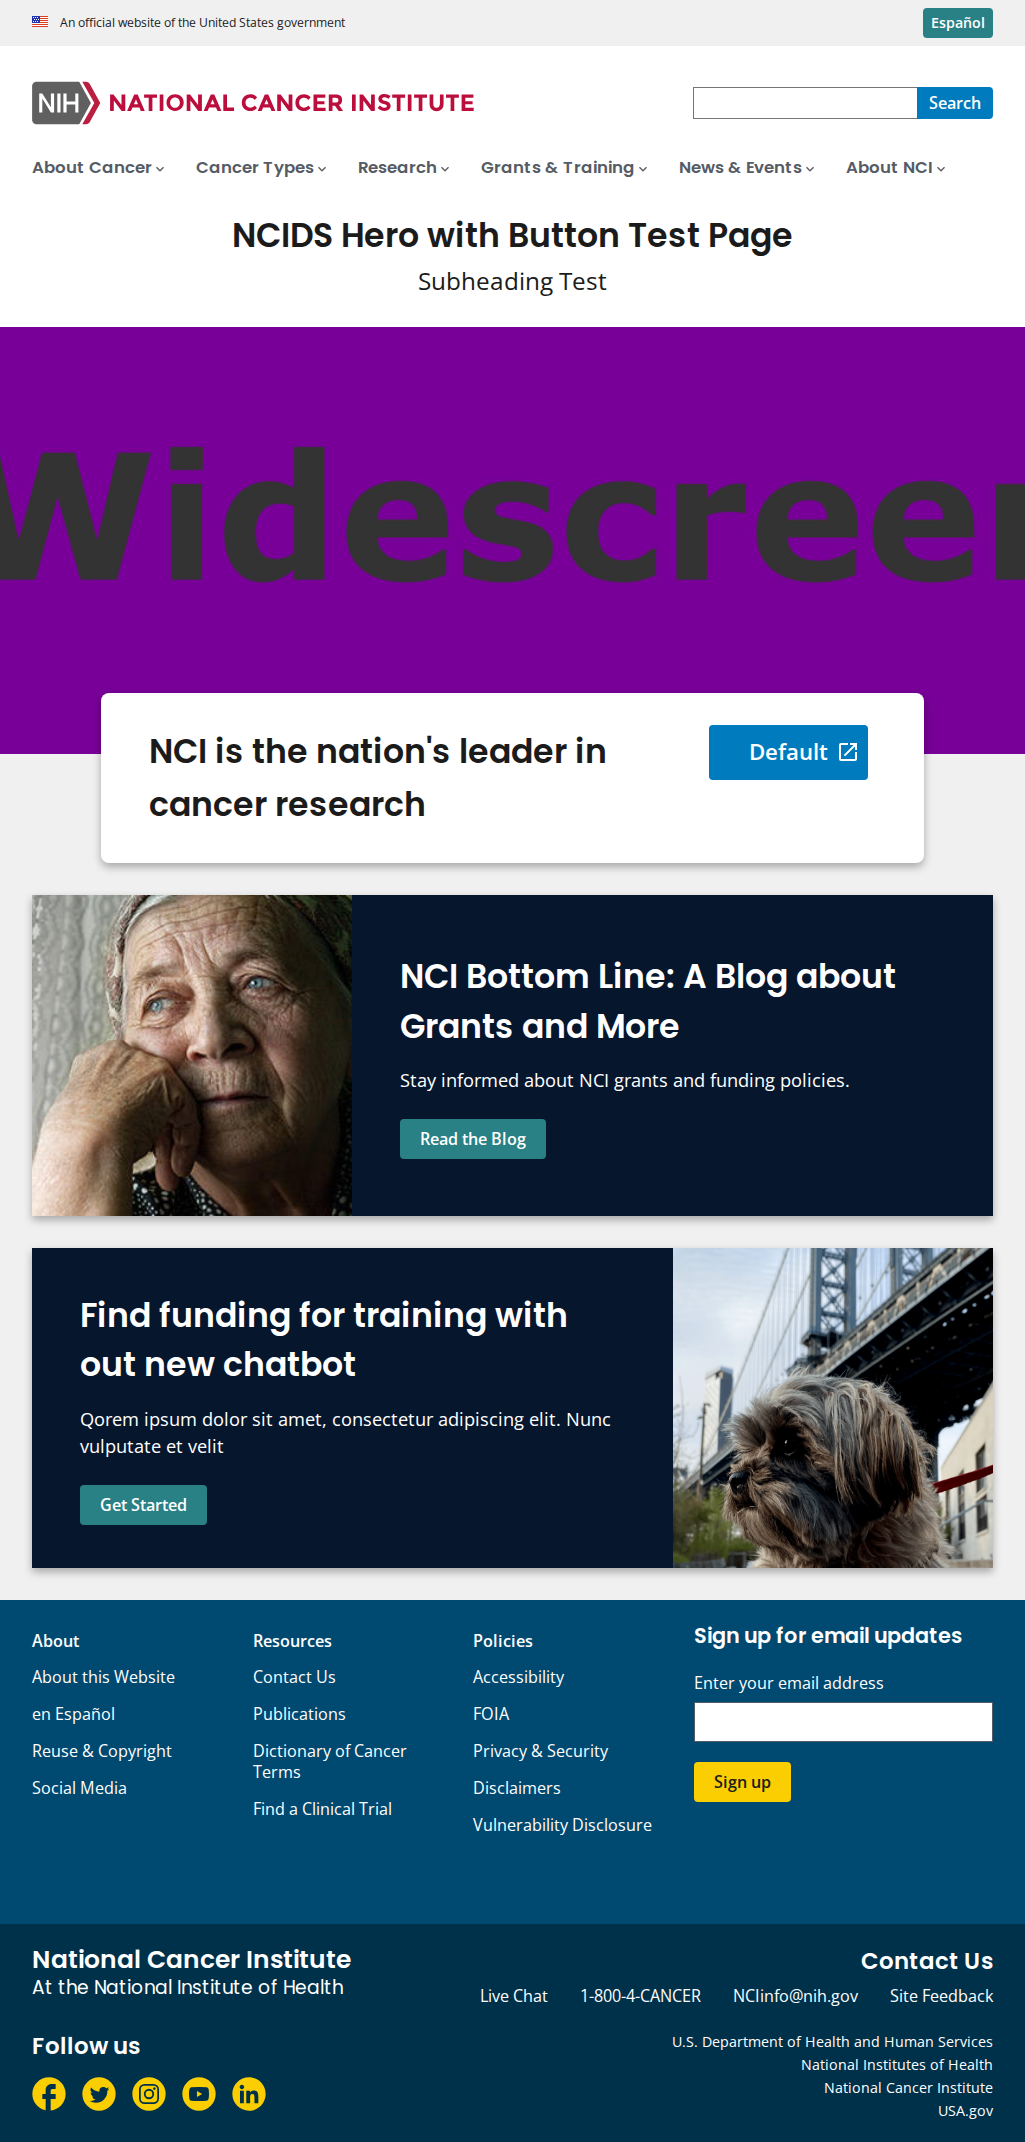 An official website of the United States government
Español
NIH NATIONAL CANCER INSTITUTE
Search
About Cancer
Cancer Types
Research
Grants & Training
News & Events
About NCI
NCIDS Hero with Button Test Page
Subheading Test
Widescreen
NCI is the nation's leader in
cancer research
Default
NCI Bottom Line: A Blog about
Grants and More
Stay informed about NCI grants and funding policies.
Read the Blog
Find funding for training with
out new chatbot
Qorem ipsum dolor sit amet, consectetur adipiscing elit. Nunc
vulputate et velit
Get Started
About
About this Website
en Español
Reuse & Copyright
Social Media
Resources
Contact Us
Publications
Dictionary of Cancer
Terms
Find a Clinical Trial
Policies
Accessibility
FOIA
Privacy & Security
Disclaimers
Vulnerability Disclosure
Sign up for email updates
Enter your email address
Sign up
National Cancer Institute
At the National Institute of Health
Follow us
Contact Us
Live Chat
1-800-4-CANCER
NCIinfo@nih.gov
Site Feedback
U.S. Department of Health and Human Services
National Institutes of Health
National Cancer Institute
USA.gov